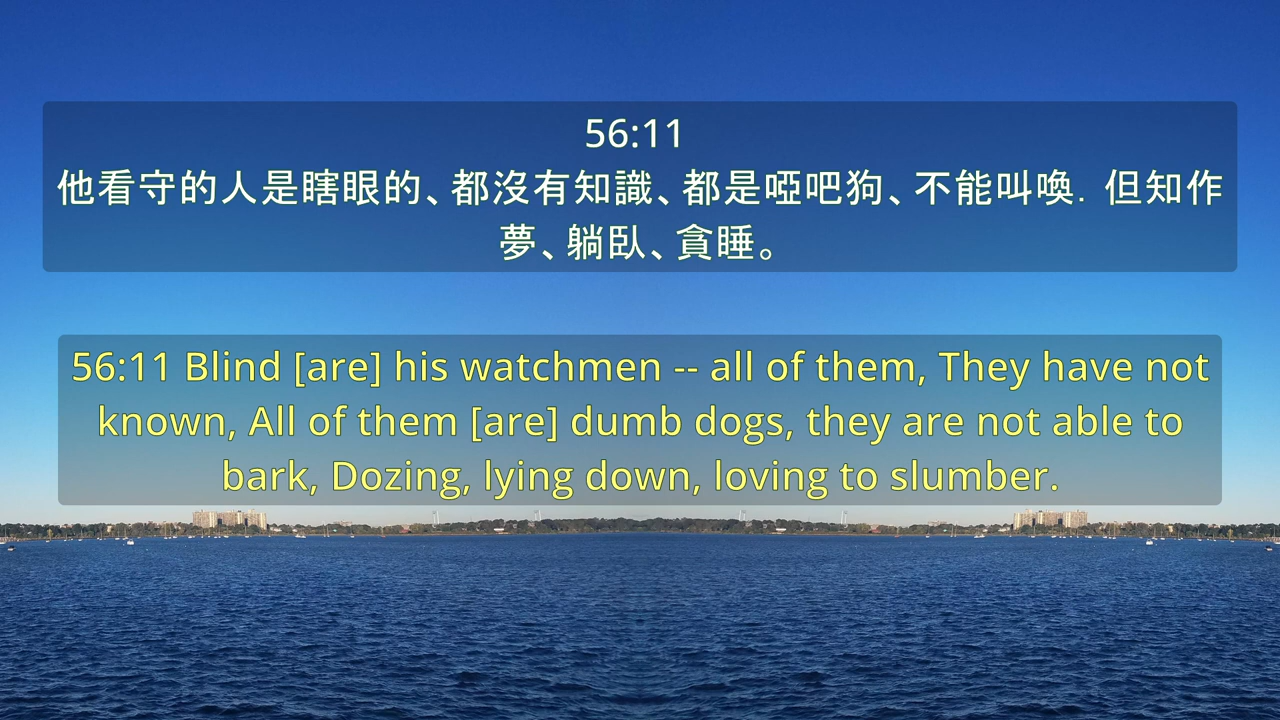 56:11
他看守的人是瞎眼的、都沒有知識、都是啞吧狗、不能叫喚．但知作
夢、躺臥、貪睡。
56:11 Blind [are] his watchmen -- all of them, They have not
known, All of them [are] dumb dogs, they are not able to
bark, Dozing, lying down, loving to slumber.